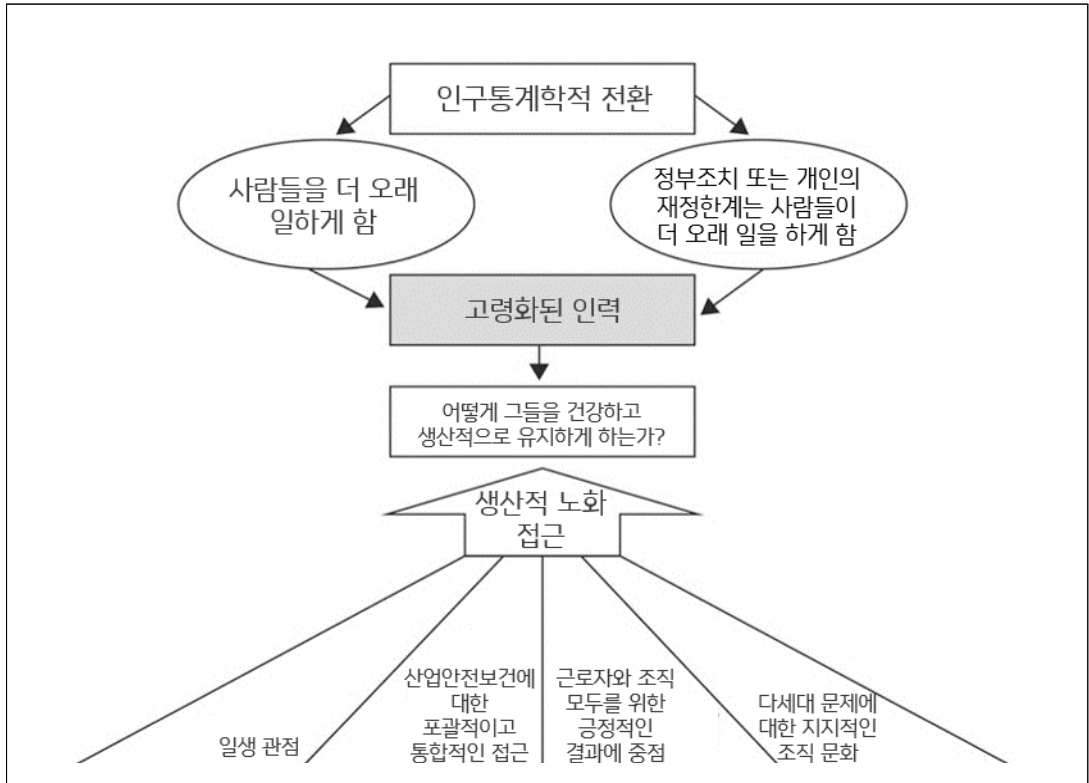 인구통계학적 전환
사람들을 더 오래
일하게 함
정부조치 또는 개인의
재정한계는 사람들이
더 오래 일을 하게 함
고령화된 인력
어떻게 그들을 건강하고
생산적으로 유지하게 하는가?
생산적 노화
접근
일생 관점
산업안전보건에
대한
포괄적이고
통합적인 접근
근로자와 조직
모두를 위한
긍정적인
결과에 중점
다세대 문제에
대한 지지적인
조직 문화